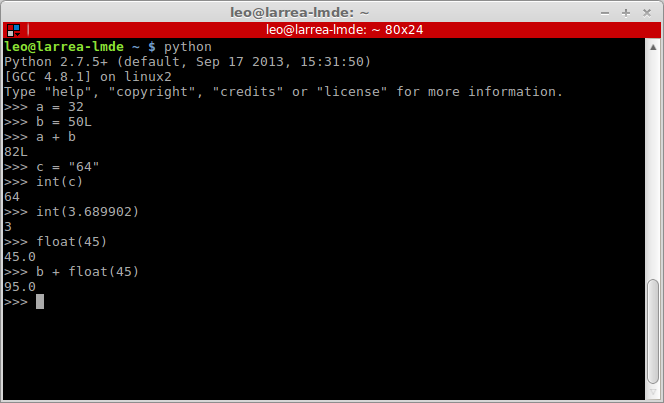 leo@larrea-lmde: ~
leo@larrea-lmde: ~ 80x24
leo@larrea-lmde ~ $ python
Python 2.7.5+ (default, Sep 17 2013, 15:31:50)
[GCC 4.8.1] on linux2
Type "help", "copyright", "credits" or "license" for more information.
>>> a = 32
>>> b = 50L
>>> a + b
82L
>>> c = "64"
>>> int(c)
64
>>> int(3.689902)
3
>>> float(45)
45.0
>>> b + float(45)
95.0
>>>